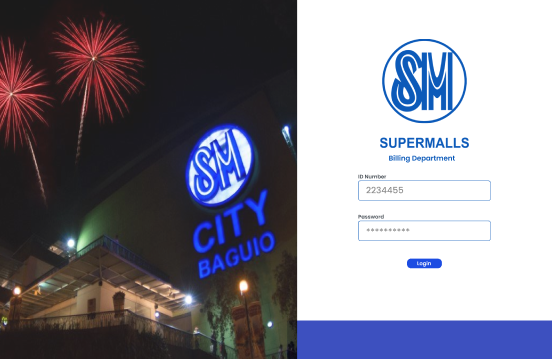 SM
CITY
BAGUIO
SM
SUPERMALLS
Billing Department
ID Number
2234455
Password
**********
Login